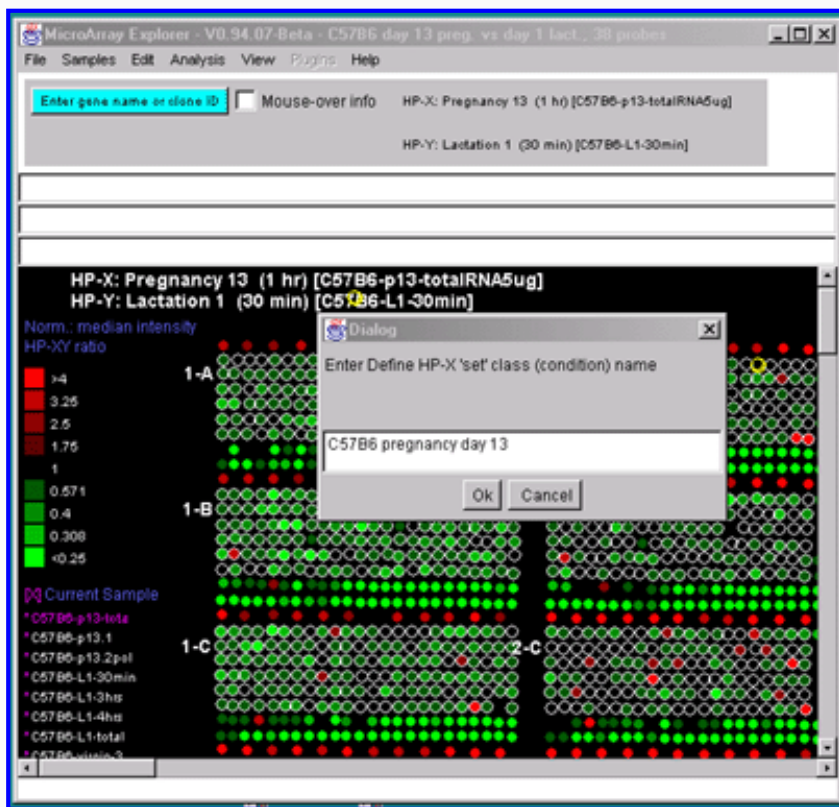 MicroArray Explorer - V0.94.07-Beta - C57B6 day 13 preg. vs day 1 lact., 38 probes
File Samples Edit Analysis View Plugins Help
Enter gene name or clone ID Mouse-over info HP-X: Pregnancy 13 (1 hr) [C57B6-p13-totalRNA5ug]
HP-Y: Lactation 1 (30 min) [C57B6-L1-30min]
HP-X: Pregnancy 13 (1 hr) [C57B6-p13-totalRNA5ug]
HP-Y: Lactation 1 (30 min) [C57B6-L1-30min]
Norm.: median intensity
HP-XY ratio
>4
3.25
2.5
1.75
1
0.571
0.4
0.308
<0.25
1-A
1-B
1-C
2-C
Dialog
Enter Define HP-X 'set' class (condition) name
C57B6 pregnancy day 13
Ok Cancel
[X] Current Sample
*C57B6-p13-tota
*C57B6-p13.1
*C57B6-p13.2pol
*C57B6-L1-30min
*C57B6-L1-3hrs
*C57B6-L1-4hrs
*C57B6-L1-total
*C57B6-virgin-3